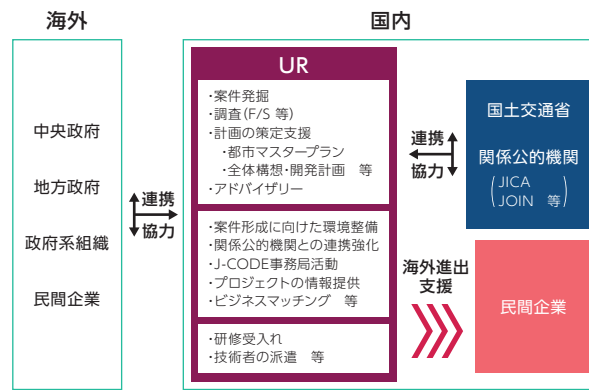 海外
国内
中央政府
地方政府
政府系組織
民間企業
連携
協力
UR
・案件発掘
・調査(F/S 等)
・計画の策定支援
・都市マスタープラン
・全体構想・開発計画 等
・アドバイザリー
・案件形成に向けた環境整備
・関係公的機関との連携強化
・J-CODE事務局活動
・プロジェクトの情報提供
・ビジネスマッチング 等
・研修受入れ
・技術者の派遣 等
連携
協力
国土交通省
関係公的機関
(JICA
JOIN 等)
海外進出
支援
民間企業